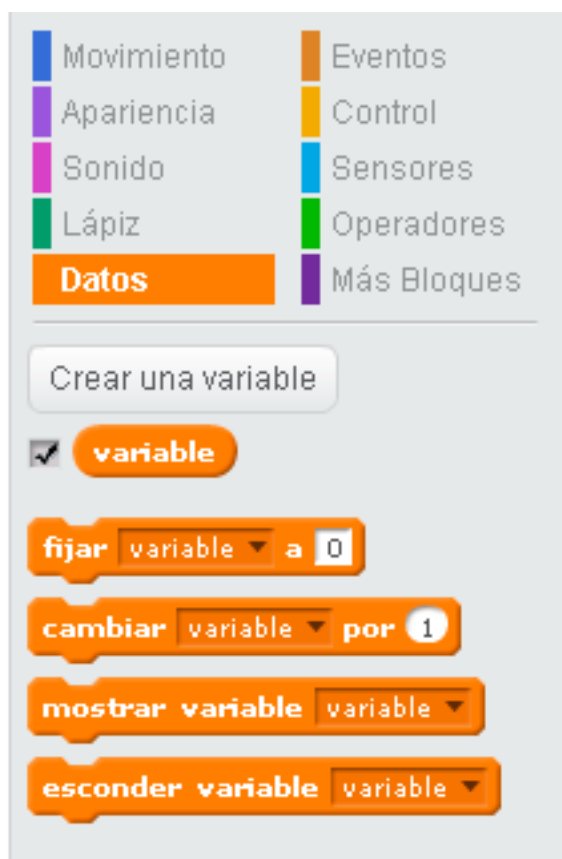 Movimiento Eventos
Apariencia Control
Sonido Sensores
Lápiz Operadores
Datos Más Bloques
Crear una variable
variable
fijar variable a 0
cambiar variable por 1
mostrar variable variable
esconder variable variable